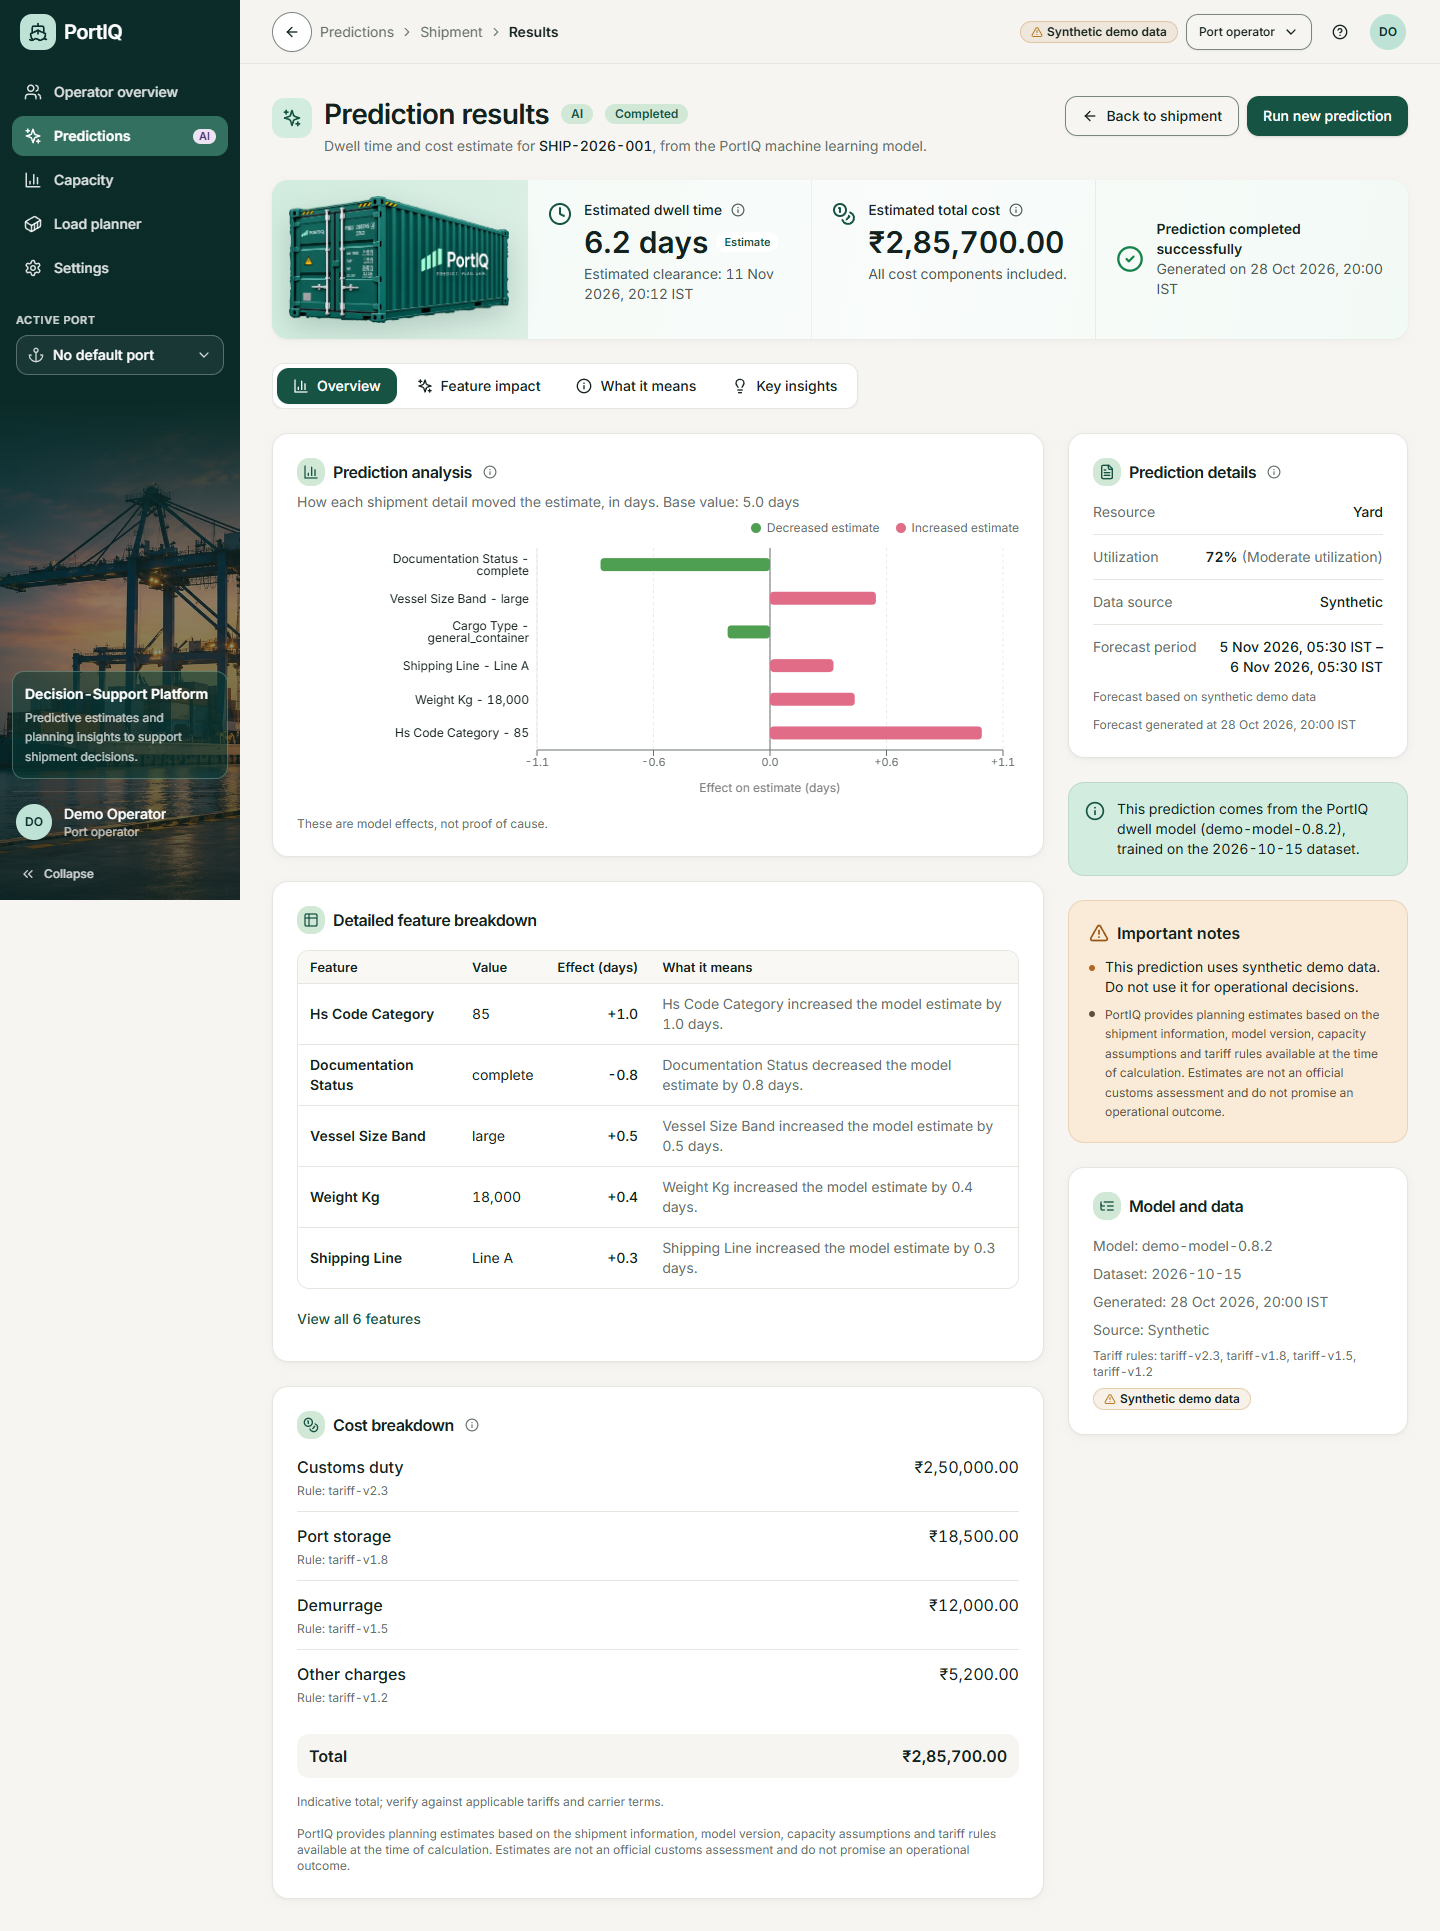 PortIQ
Operator overview
Predictions AI
Capacity
Load planner
Settings
ACTIVE PORT
No default port
Decision-Support Platform
Predictive estimates and
planning insights to support
shipment decisions.
DO Demo Operator
Port operator
Collapse
Predictions > Shipment > Results
Synthetic demo data
Port operator
DO
Prediction results AI Completed
Dwell time and cost estimate for SHIP-2026-001, from the PortIQ machine learning model.
Back to shipment
Run new prediction
PortIQ
Estimated dwell time
6.2 days Estimate
Estimated clearance: 11 Nov
2026, 20:12 IST
Estimated total cost
₹2,85,700.00
All cost components included.
Prediction completed
successfully
Generated on 28 Oct 2026, 20:00
IST
Overview
Feature impact
What it means
Key insights
Prediction analysis
How each shipment detail moved the estimate, in days. Base value: 5.0 days
Decreased estimate Increased estimate
Documentation Status -
complete
Vessel Size Band - large
Cargo Type -
general_container
Shipping Line - Line A
Weight Kg - 18,000
Hs Code Category - 85
-1.1 -0.6 0.0 +0.6 +1.1
Effect on estimate (days)
These are model effects, not proof of cause.
Detailed feature breakdown
Feature Value Effect (days) What it means
Hs Code Category 85 +1.0 Hs Code Category increased the model estimate by
1.0 days.
Documentation
Status complete -0.8 Documentation Status decreased the model
estimate by 0.8 days.
Vessel Size Band large +0.5 Vessel Size Band increased the model estimate by
0.5 days.
Weight Kg 18,000 +0.4 Weight Kg increased the model estimate by 0.4
days.
Shipping Line Line A +0.3 Shipping Line increased the model estimate by 0.3
days.
View all 6 features
Cost breakdown
Customs duty ₹2,50,000.00
Rule: tariff-v2.3
Port storage ₹18,500.00
Rule: tariff-v1.8
Demurrage ₹12,000.00
Rule: tariff-v1.5
Other charges ₹5,200.00
Rule: tariff-v1.2
Total ₹2,85,700.00
Indicative total; verify against applicable tariffs and carrier terms.
PortIQ provides planning estimates based on the shipment information, model version, capacity assumptions and tariff rules
available at the time of calculation. Estimates are not an official customs assessment and do not promise an operational
outcome.
Prediction details
Resource Yard
Utilization 72% (Moderate utilization)
Data source Synthetic
Forecast period 5 Nov 2026, 05:30 IST –
6 Nov 2026, 05:30 IST
Forecast based on synthetic demo data
Forecast generated at 28 Oct 2026, 20:00 IST
This prediction comes from the PortIQ
dwell model (demo-model-0.8.2),
trained on the 2026-10-15 dataset.
Important notes
This prediction uses synthetic demo data.
Do not use it for operational decisions.
PortIQ provides planning estimates based on the
shipment information, model version, capacity
assumptions and tariff rules available at the time
of calculation. Estimates are not an official
customs assessment and do not promise an
operational outcome.
Model and data
Model: demo-model-0.8.2
Dataset: 2026-10-15
Generated: 28 Oct 2026, 20:00 IST
Source: Synthetic
Tariff rules: tariff-v2.3, tariff-v1.8, tariff-v1.5,
tariff-v1.2
Synthetic demo data